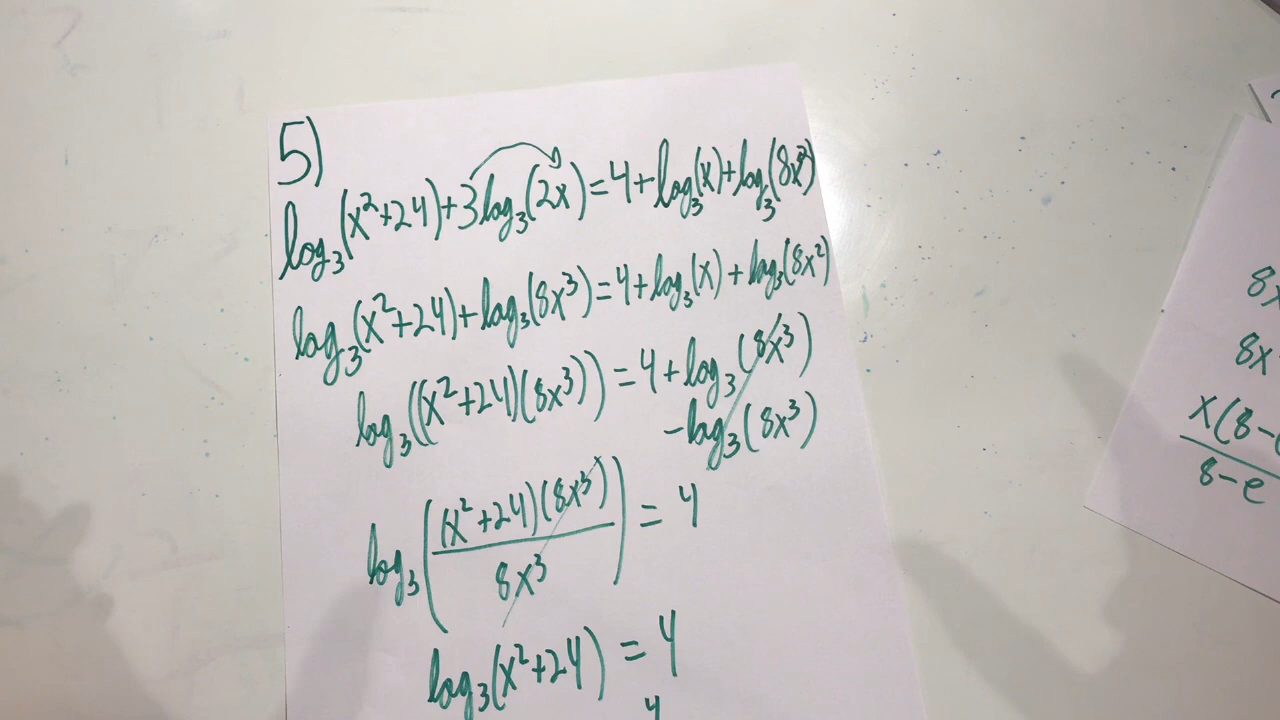 5)
log₃(x²+24)+3log₃(2x)=4+log₃(x)+log₃(8x²)
log₃(x²+24)+log₃(8x³)=4+log₃(x)+log₃(8x²)
log₃((x²+24)(8x³))=4+log₃(8x³)
-log₃(8x³)
log₃((x²+24)(8x³)/8x³)=4
log₃(x²+24)=4
4
8x
8x
x(8-e
8-e